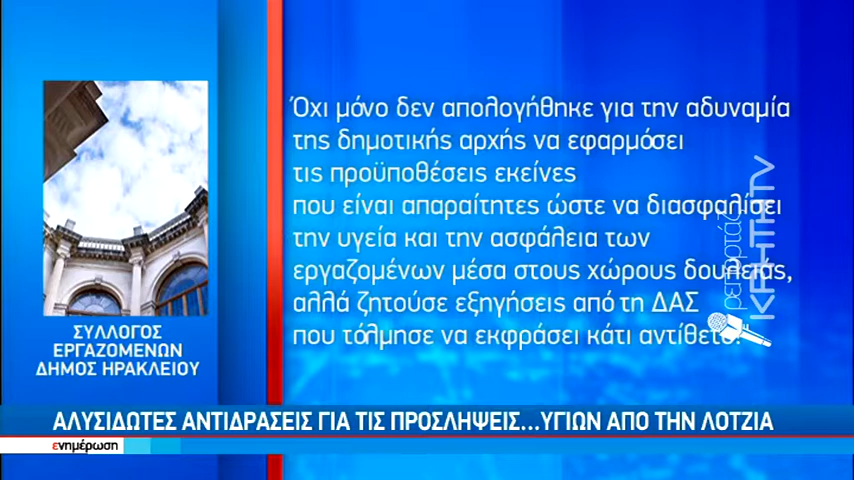 Όχι μόνο δεν απολογήθηκε για την αδυναμία
της δημοτικής αρχής να εφαρμόσει
τις προϋποθέσεις εκείνες
που είναι απαραίτητες ώστε να διασφαλίσει
την υγεία και την ασφάλεια των
εργαζομένων μέσα στους χώρους δουλειάς,
αλλά ζητούσε εξηγήσεις από τη ΔΑΣ
που τόλμησε να εκφράσει κάτι αντίθετο.
ΣΥΛΛΟΓΟΣ
ΕΡΓΑΖΟΜΕΝΩΝ
ΔΗΜΟΣ ΗΡΑΚΛΕΙΟΥ
ρεπορτάζ
ΚΡΗΤΗ TV
ΑΛΥΣΙΔΩΤΕΣ ΑΝΤΙΔΡΑΣΕΙΣ ΓΙΑ ΤΙΣ ΠΡΟΣΛΗΨΕΙΣ...ΥΓΙΩΝ ΑΠΟ ΤΗΝ ΛΟΤΖΙΑ
ενημέρωση